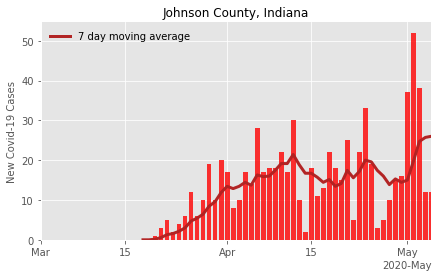 Johnson County, Indiana
7 day moving average
New Covid-19 Cases
50
40
30
20
10
0
Mar
15
Apr
15
May
2020-May